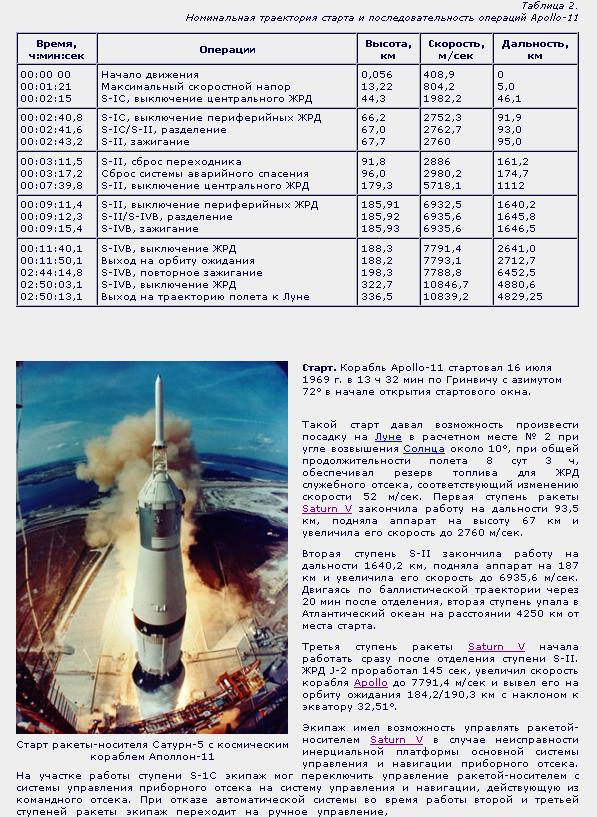 Таблица 2.
Номинальная траектория старта и последовательность операций Apollo-11
Время, ч:мин:сек Операции Высота, км Скорость, м/сек Дальность, км
00:00 00 Начало движения 0,056 408,9 0
00:01:21 Максимальный скоростной напор 13,22 804,2 5,0
00:02:15 S-IC, выключение центрального ЖРД 44,3 1982,2 46,1
00:02:40,8 S-IC, выключение периферийных ЖРД 66,2 2752,3 91,9
00:02:41,6 S-IC/S-II, разделение 67,0 2762,7 93,0
00:02:43,2 S-II, зажигание 67,7 2760 95,0
00:03:11,5 S-II, сброс переходника 91,8 2886 161,2
00:03:17,2 Сброс системы аварийного спасения 96,0 2980,2 174,7
00:07:39,8 S-II, выключение центрального ЖРД 179,3 5718,1 1112
00:09:11,4 S-II, выключение периферийных ЖРД 185,91 6932,5 1640,2
00:09:12,3 S-II/S-IVB, разделение 185,92 6935,6 1645,8
00:09:15,4 S-IVB, зажигание 185,93 6935,6 1646,5
00:11:40,1 S-IVB, выключение ЖРД 188,3 7791,4 2641,0
00:11:50,1 Выход на орбиту ожидания 188,2 7793,1 2712,7
02:44:14,8 S-IVB, повторное зажигание 198,3 7788,8 6452,5
02:50:03,1 S-IVB, выключение ЖРД 322,7 10846,7 4880,6
02:50:13,1 Выход на траекторию полета к Луне 336,5 10839,2 4829,25
Старт. Корабль Apollo-11 стартовал 16 июля
1969 г. в 13 ч 32 мин по Гринвичу с азимутом
72° в начале открытия стартового окна.
Такой старт давал возможность произвести
посадку на Луне в расчетном месте № 2 при
угле возвышения Солнца около 10°, при общей
продолжительности полета 8 сут 3 ч,
обеспечивал резерв топлива для ЖРД
служебного отсека, соответствующий изменению
скорости 52 м/сек. Первая ступень ракеты
Saturn V закончила работу на дальности 93,5
км, подняла аппарат на высоту 67 км и
увеличила его скорость до 2760 м/сек.
Вторая ступень S-II закончила работу на
дальности 1640,2 км, подняла аппарат на 187
км и увеличила его скорость до 6935,6 м/сек.
Двигаясь по баллистической траектории через
20 мин после отделения, вторая ступень упала в
Атлантический океан на расстоянии 4250 км от
места старта.
Третья ступень ракеты Saturn V начала
работать сразу после отделения ступени S-II.
ЖРД J-2 проработал 145 сек, увеличил скорость
корабля Apollo до 7791,4 м/сек и вывел его на
орбиту ожидания 184,2/190,3 км с наклоном к
экватору 32,51°.
Экипаж имел возможность управлять ракетой-
носителем Saturn V в случае неисправности
инерциальной платформы основной системы
управления и навигации приборного отсека.
Старт ракеты-носителя Сатурн-5 с космическим
кораблем Аполлон-11
На участке работы ступени S-1C экипаж мог переключить управление ракетой-носителем с
системы управления приборного отсека на систему управления и навигации, действующую из
командного отсека. При отказе автоматической системы во время работы второй и третьей
ступеней ракеты экипаж переходит на ручное управление,